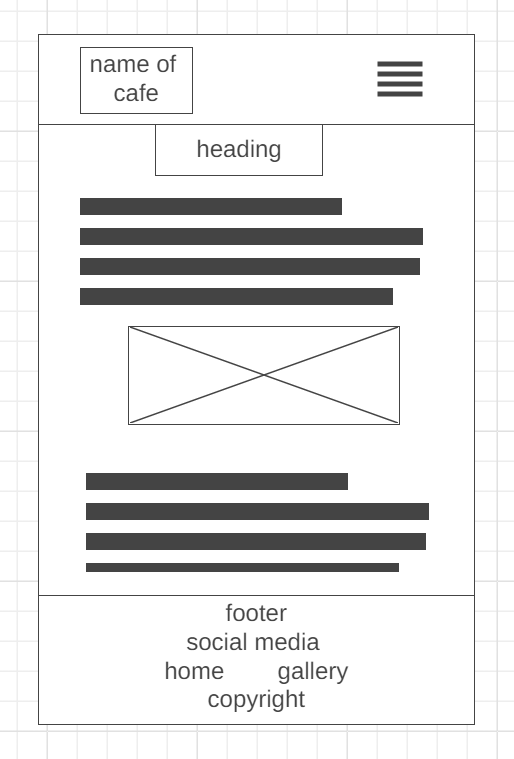 name of
cafe
heading
footer
social media
home gallery
copyright